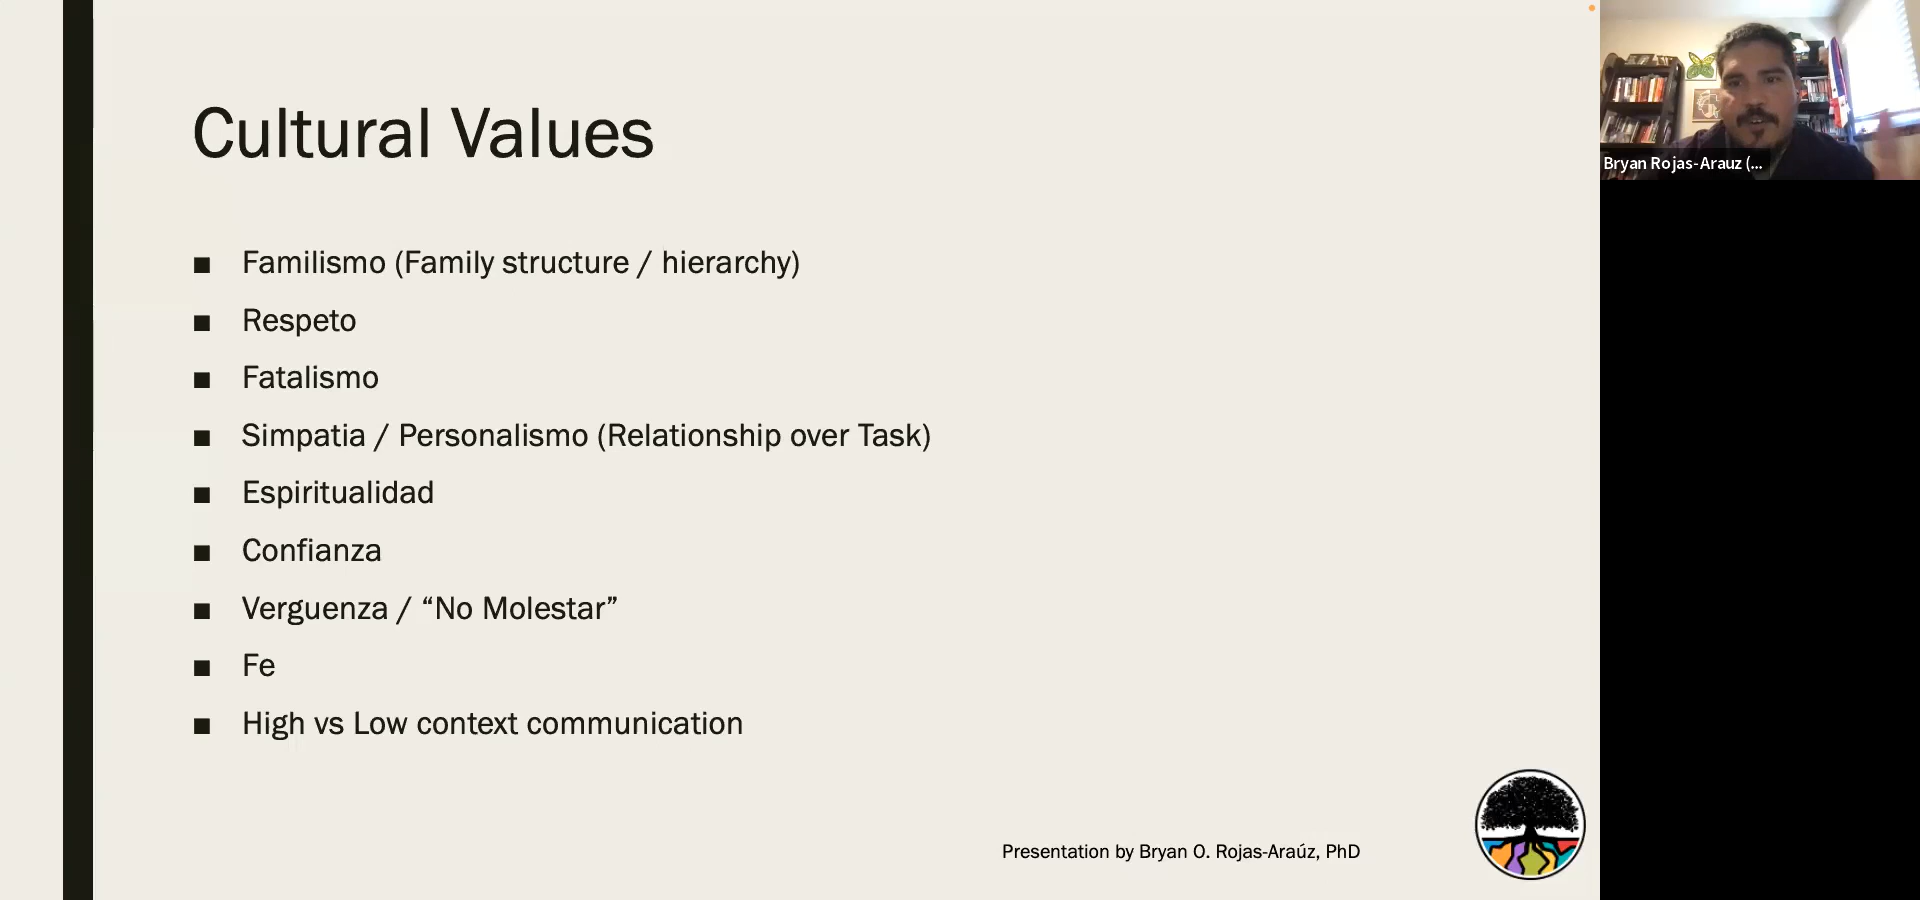 Cultural Values
■ Familismo (Family structure / hierarchy)
■ Respeto
■ Fatalismo
■ Simpatia / Personalismo (Relationship over Task)
■ Espiritualidad
■ Confianza
■ Verguenza / “No Molestar”
■ Fe
■ High vs Low context communication
Presentation by Bryan O. Rojas-Araúz, PhD
Bryan Rojas-Arauz (...